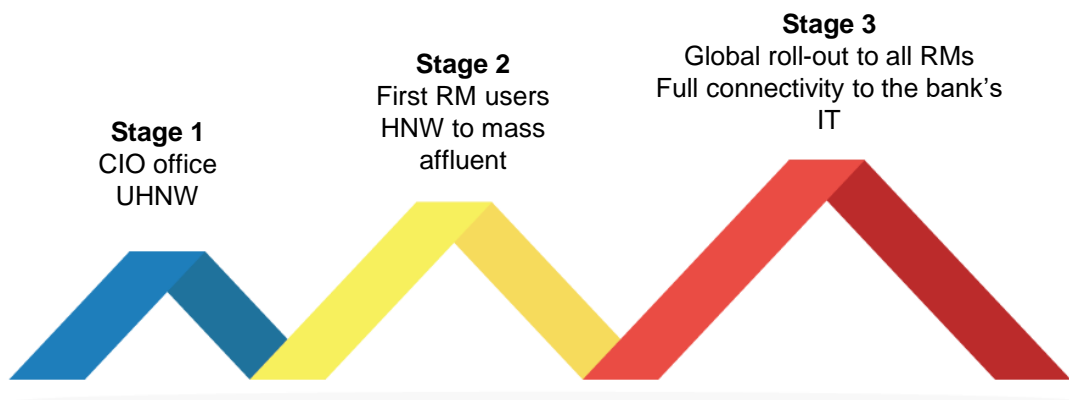 Stage 1
CIO office
UHNW
Stage 2
First RM users
HNW to mass
affluent
Stage 3
Global roll-out to all RMs
Full connectivity to the bank's
IT